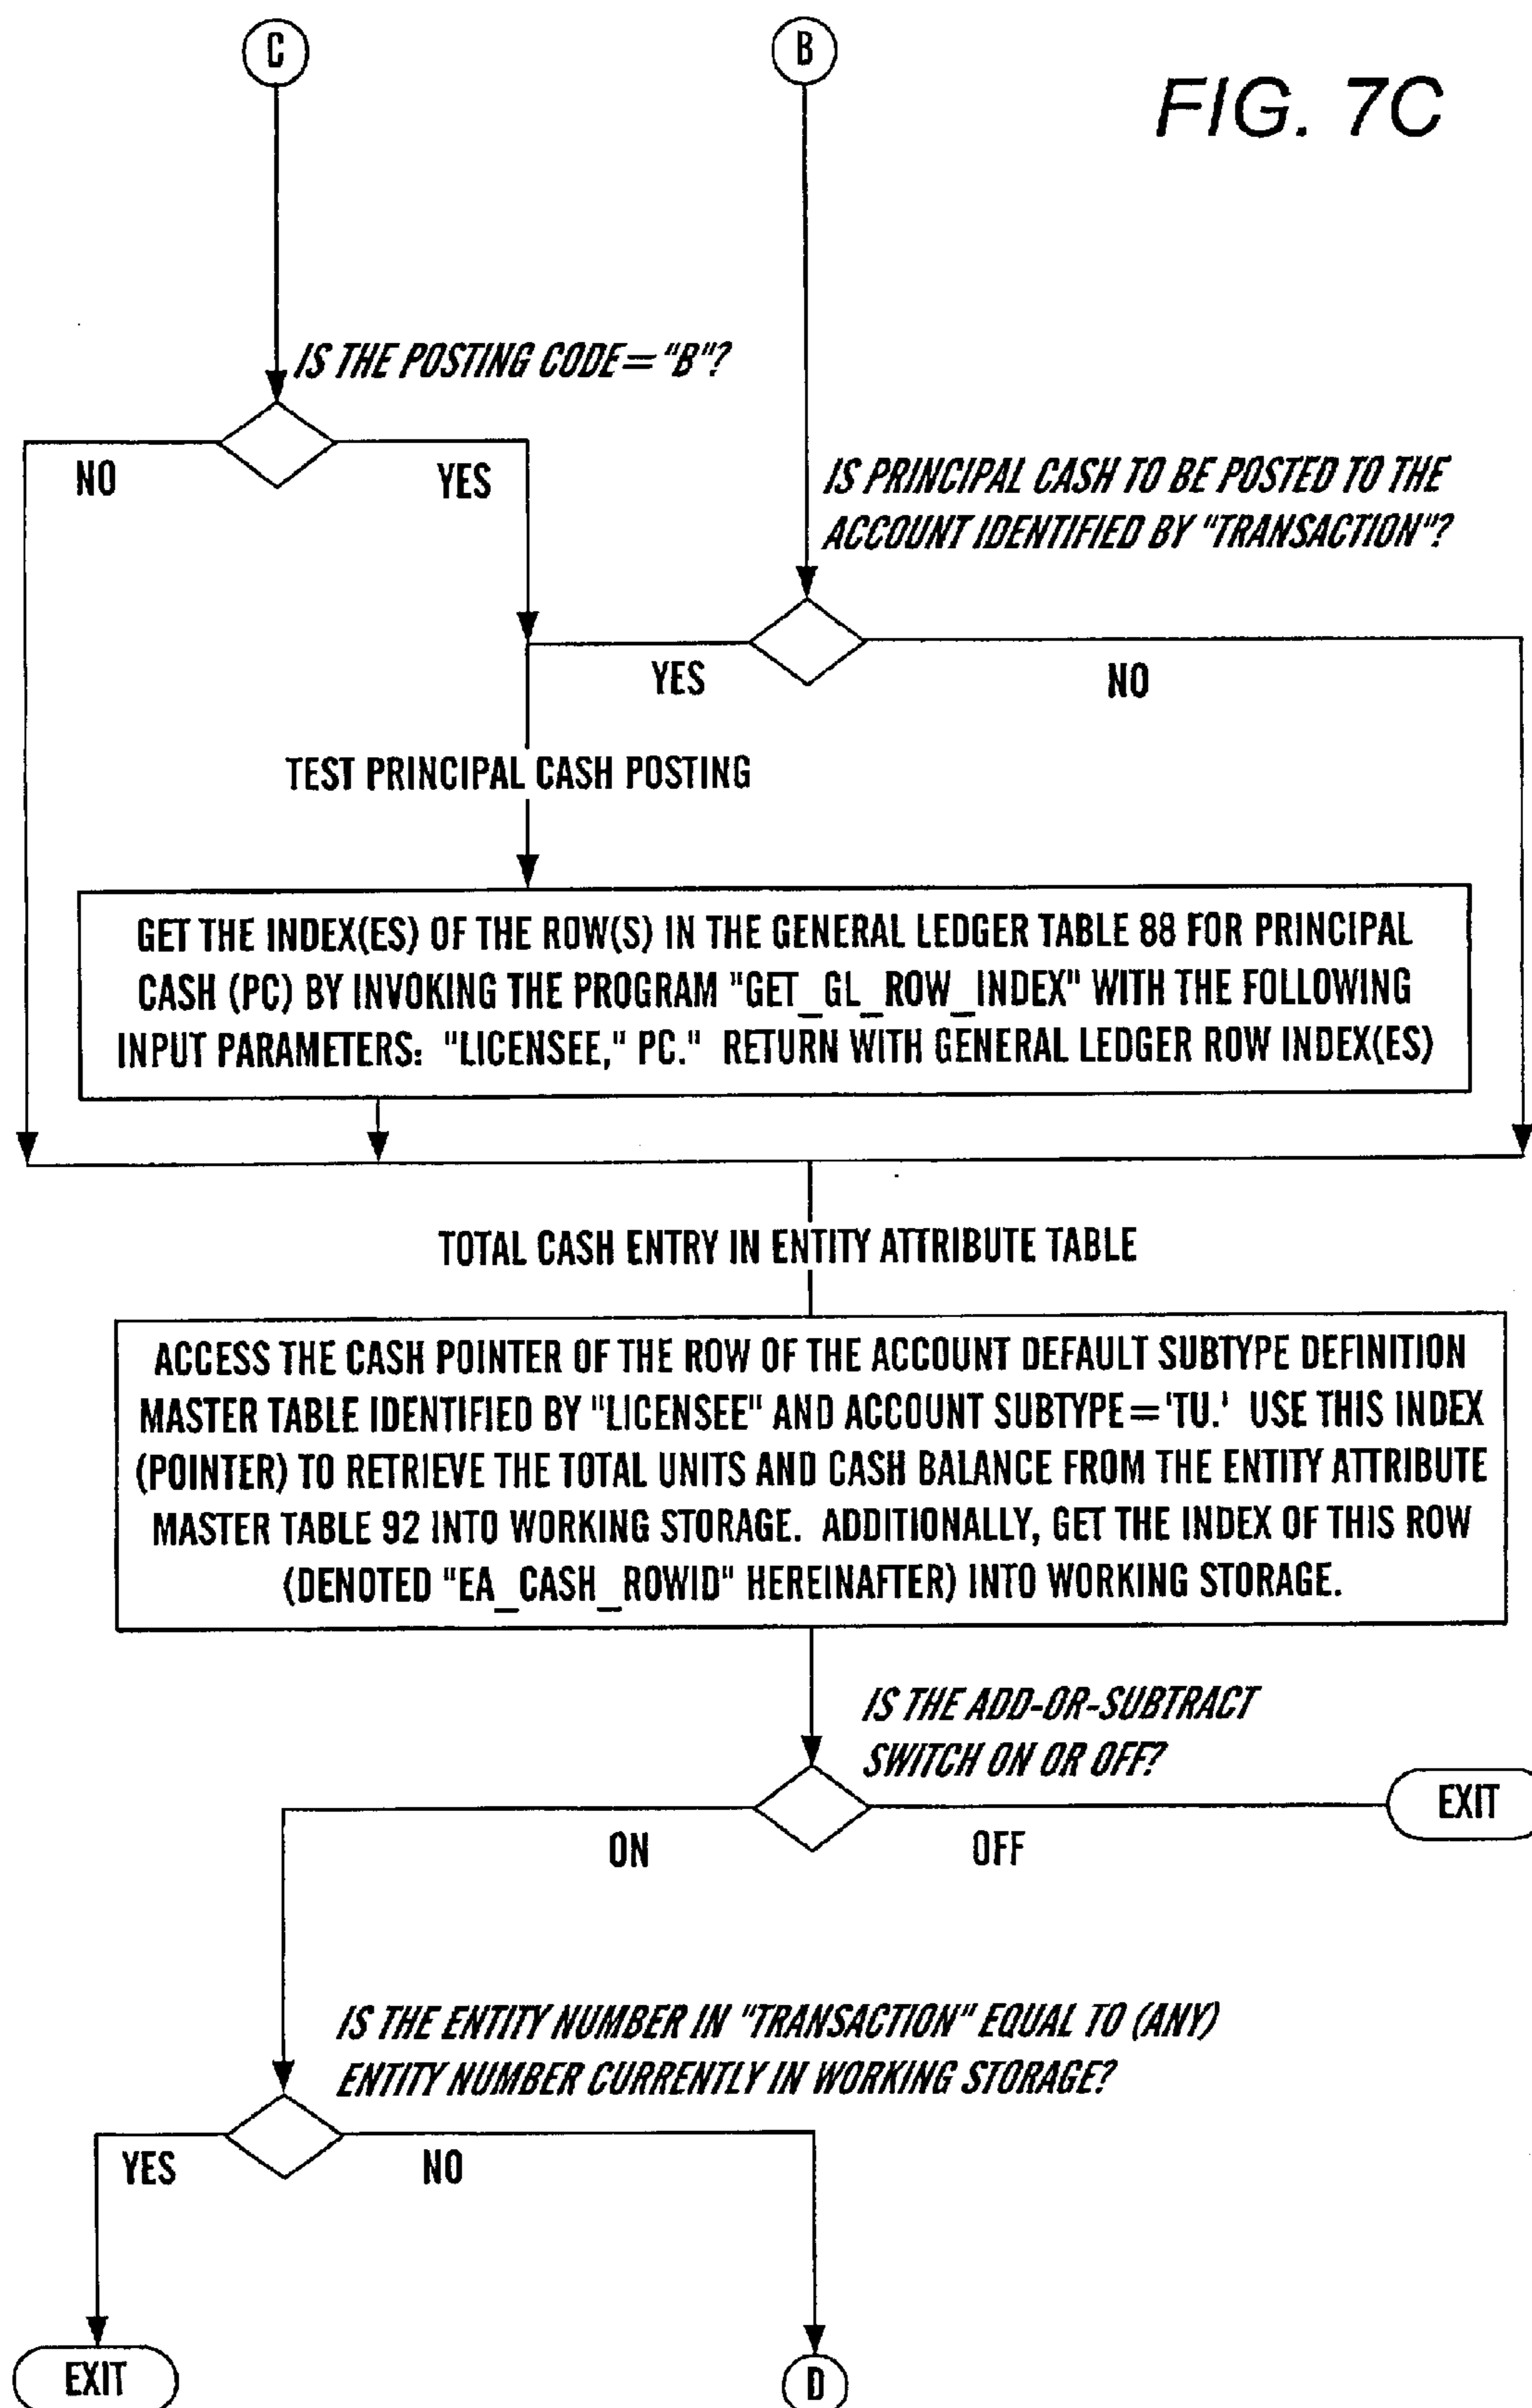 C
B
FIG. 7C
IS THE POSTING CODE="B"?
NO
YES
IS PRINCIPAL CASH TO BE POSTED TO THE
ACCOUNT IDENTIFIED BY "TRANSACTION"?
YES
NO
TEST PRINCIPAL CASH POSTING
GET THE INDEX(ES) OF THE ROW(S) IN THE GENERAL LEDGER TABLE 88 FOR PRINCIPAL
CASH (PC) BY INVOKING THE PROGRAM "GET_GL_ROW_INDEX" WITH THE FOLLOWING
INPUT PARAMETERS: "LICENSEE," PC." RETURN WITH GENERAL LEDGER ROW INDEX(ES)
TOTAL CASH ENTRY IN ENTITY ATTRIBUTE TABLE
ACCESS THE CASH POINTER OF THE ROW OF THE ACCOUNT DEFAULT SUBTYPE DEFINITION
MASTER TABLE IDENTIFIED BY "LICENSEE" AND ACCOUNT SUBTYPE='TU.' USE THIS INDEX
(POINTER) TO RETRIEVE THE TOTAL UNITS AND CASH BALANCE FROM THE ENTITY ATTRIBUTE
MASTER TABLE 92 INTO WORKING STORAGE. ADDITIONALLY, GET THE INDEX OF THIS ROW
(DENOTED "EA_CASH_ROWID" HEREINAFTER) INTO WORKING STORAGE.
IS THE ADD-OR-SUBTRACT
SWITCH ON OR OFF?
EXIT
ON
OFF
IS THE ENTITY NUMBER IN "TRANSACTION" EQUAL TO (ANY)
ENTITY NUMBER CURRENTLY IN WORKING STORAGE?
YES
NO
EXIT
D